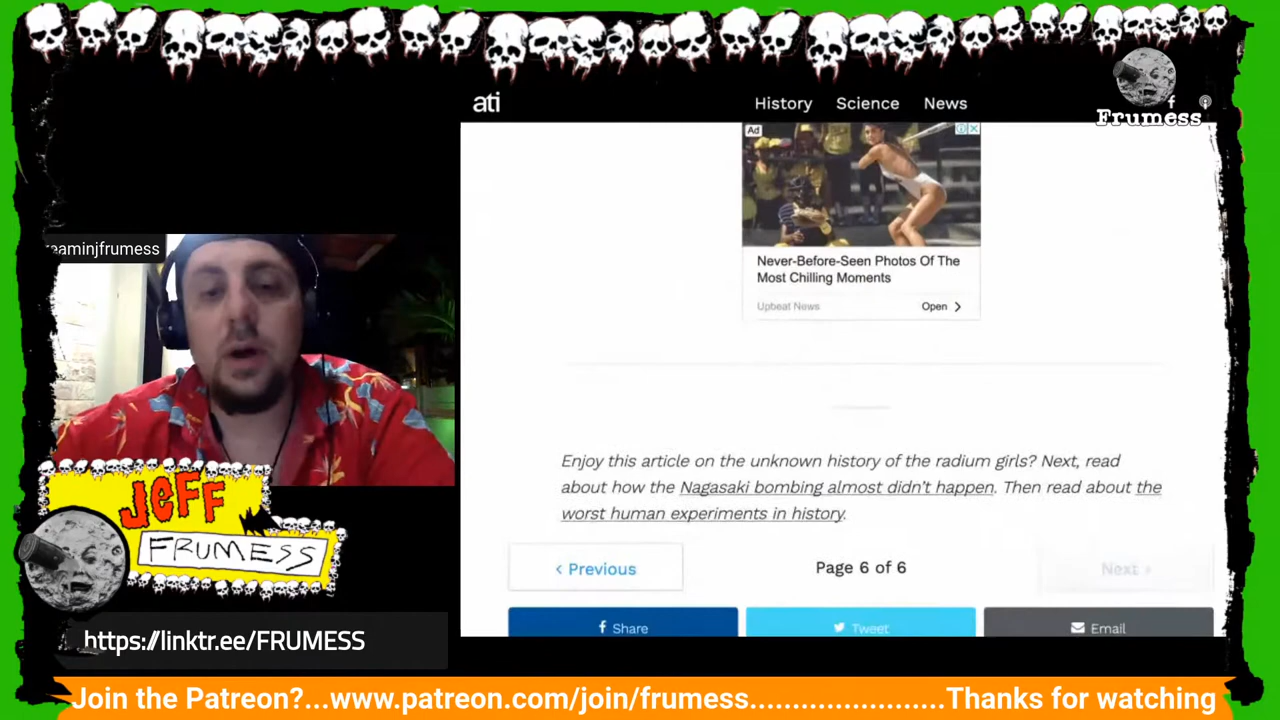 ati
History Science News
Frumess
Ad
Never-Before-Seen Photos Of The
Most Chilling Moments
Upbeat News
Open
eaminjfrumess
Enjoy this article on the unknown history of the radium girls? Next, read
about how the Nagasaki bombing almost didn't happen. Then read about the
worst human experiments in history.
Previous
Page 6 of 6
Next
Share
Tweet
Email
JEFF
FRUMESS
https://linktr.ee/FRUMESS
Join the Patreon?...www.patreon.com/join/frumess......................Thanks for watching